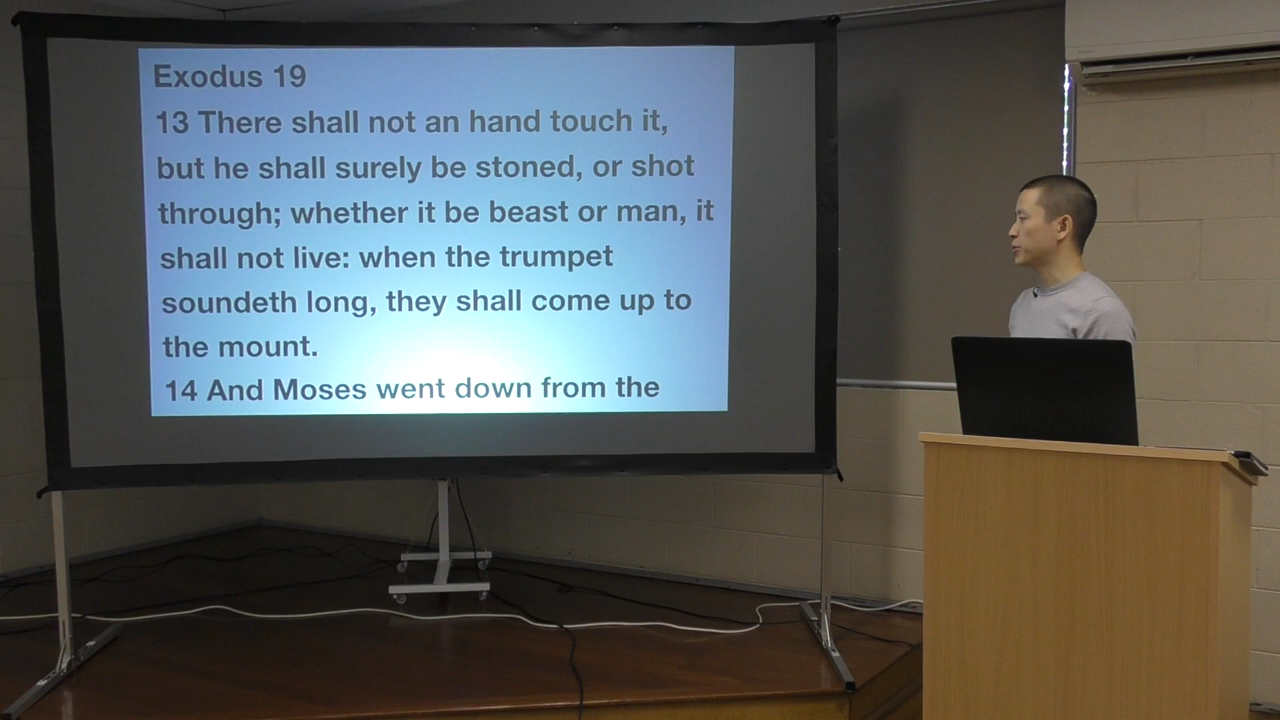 Exodus 19
13 There shall not an hand touch it,
but he shall surely be stoned, or shot
through; whether it be beast or man, it
shall not live: when the trumpet
soundeth long, they shall come up to
the mount.
14 And Moses went down from the